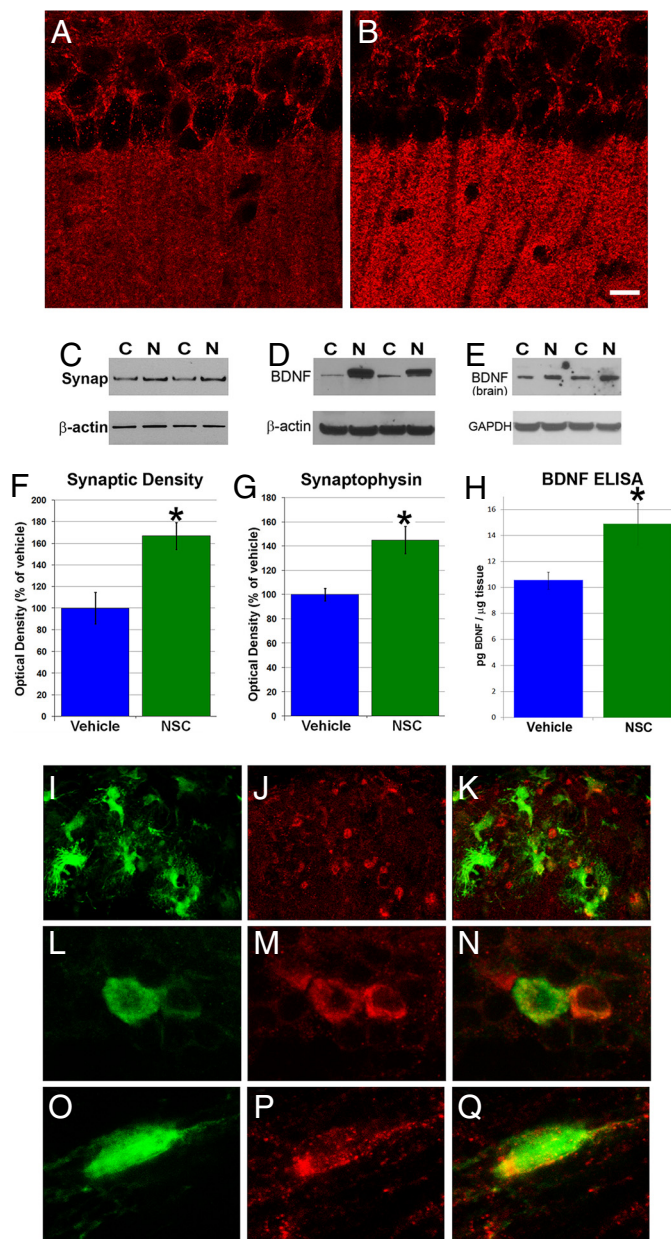 A B
C N C N
C
Synap
β-actin
C N C N
D
BDNF
β-actin
C N C N
E
BDNF
(brain)
GAPDH
F
Synaptic Density
Optical Density (% of vehicle)
200
180
160
140
120
100
80
60
40
20
0
*
Vehicle NSC
G
Synaptophysin
Optical Density (% of vehicle)
180
160
140
120
100
80
60
40
20
0
*
Vehicle NSC
H
BDNF ELISA
pg BDNF / μg tissue
16
14
12
10
8
6
4
2
0
*
Vehicle NSC
I J K
L M N
O P Q